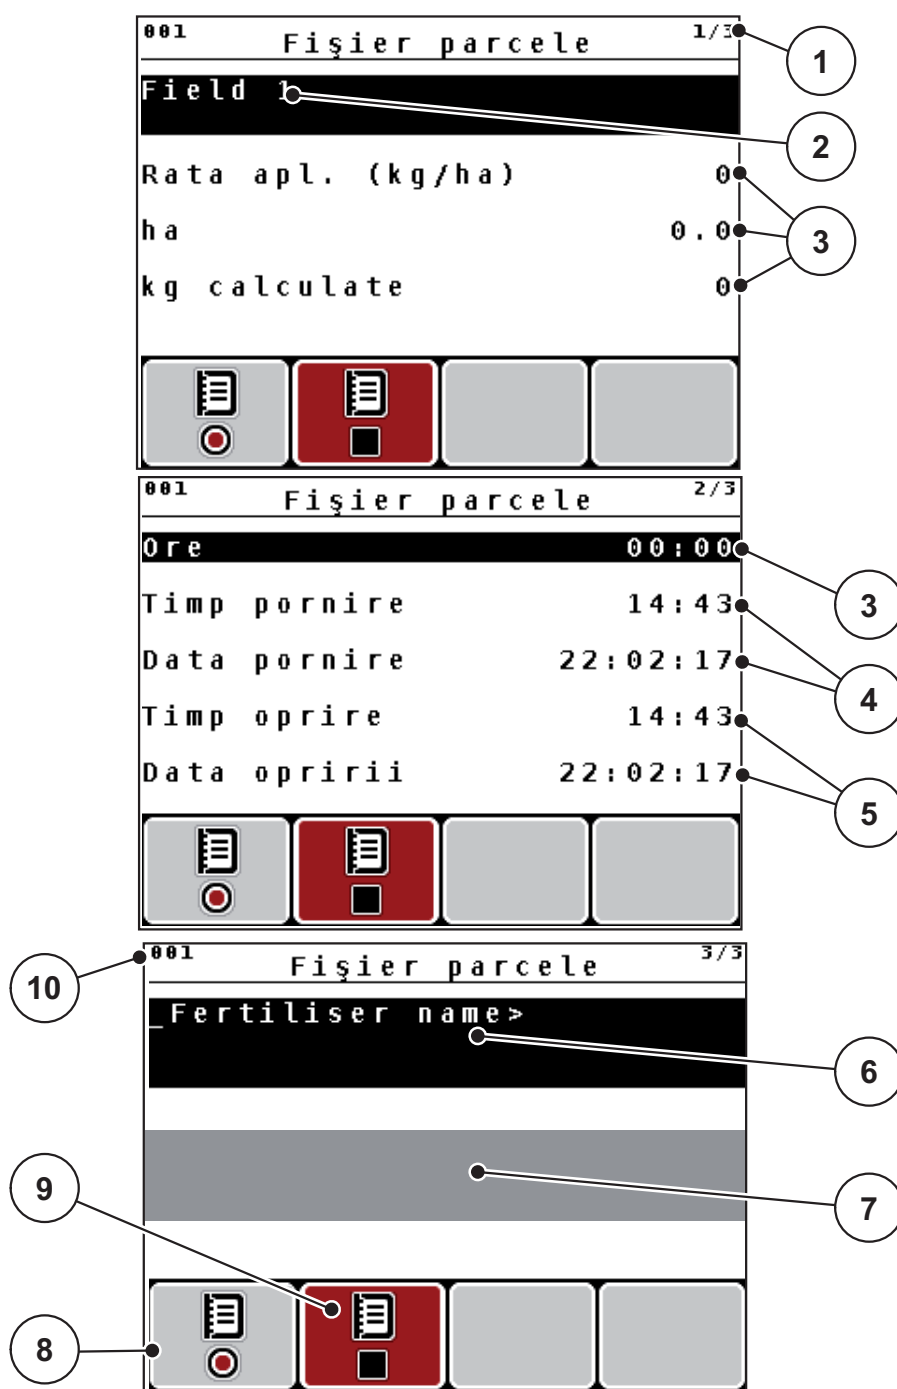 001 Fişier parcele 1/3
1
Field 1
2
Rata apl. (kg/ha) 0
ha 0.0
3
kg calculate 0
001 Fişier parcele 2/3
Ore 00:00
3
Timp pornire 14:43
Data pornire 22:02:17
4
Timp oprire 14:43
Data opririi 22:02:17
5
001 Fişier parcele 3/3
10
_Fertiliser name>
6
9
7
8